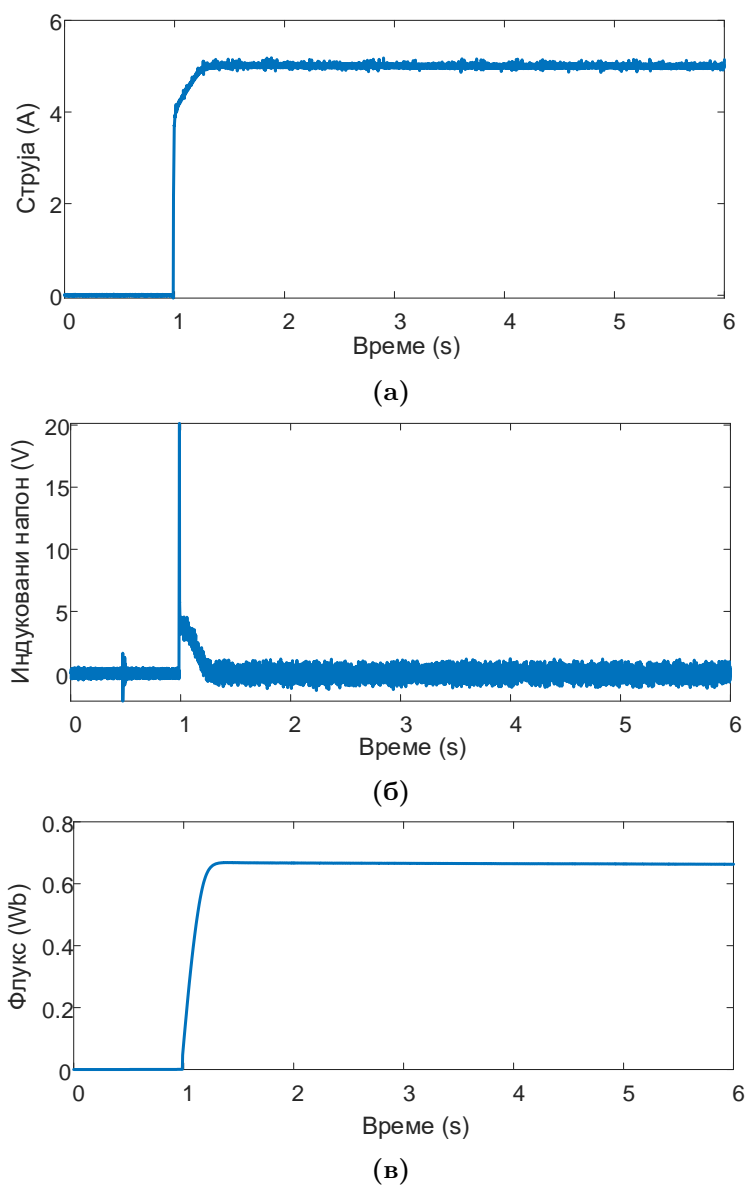 6
4
2
0
Струја (А)
0 1 2 3 4 5 6
Време (s)
(а)
20
15
10
5
0
Индуковани напон (V)
0 1 2 3 4 5 6
Време (s)
(б)
0.8
0.6
0.4
0.2
0
Флукс (Wb)
0 1 2 3 4 5 6
Време (s)
(в)